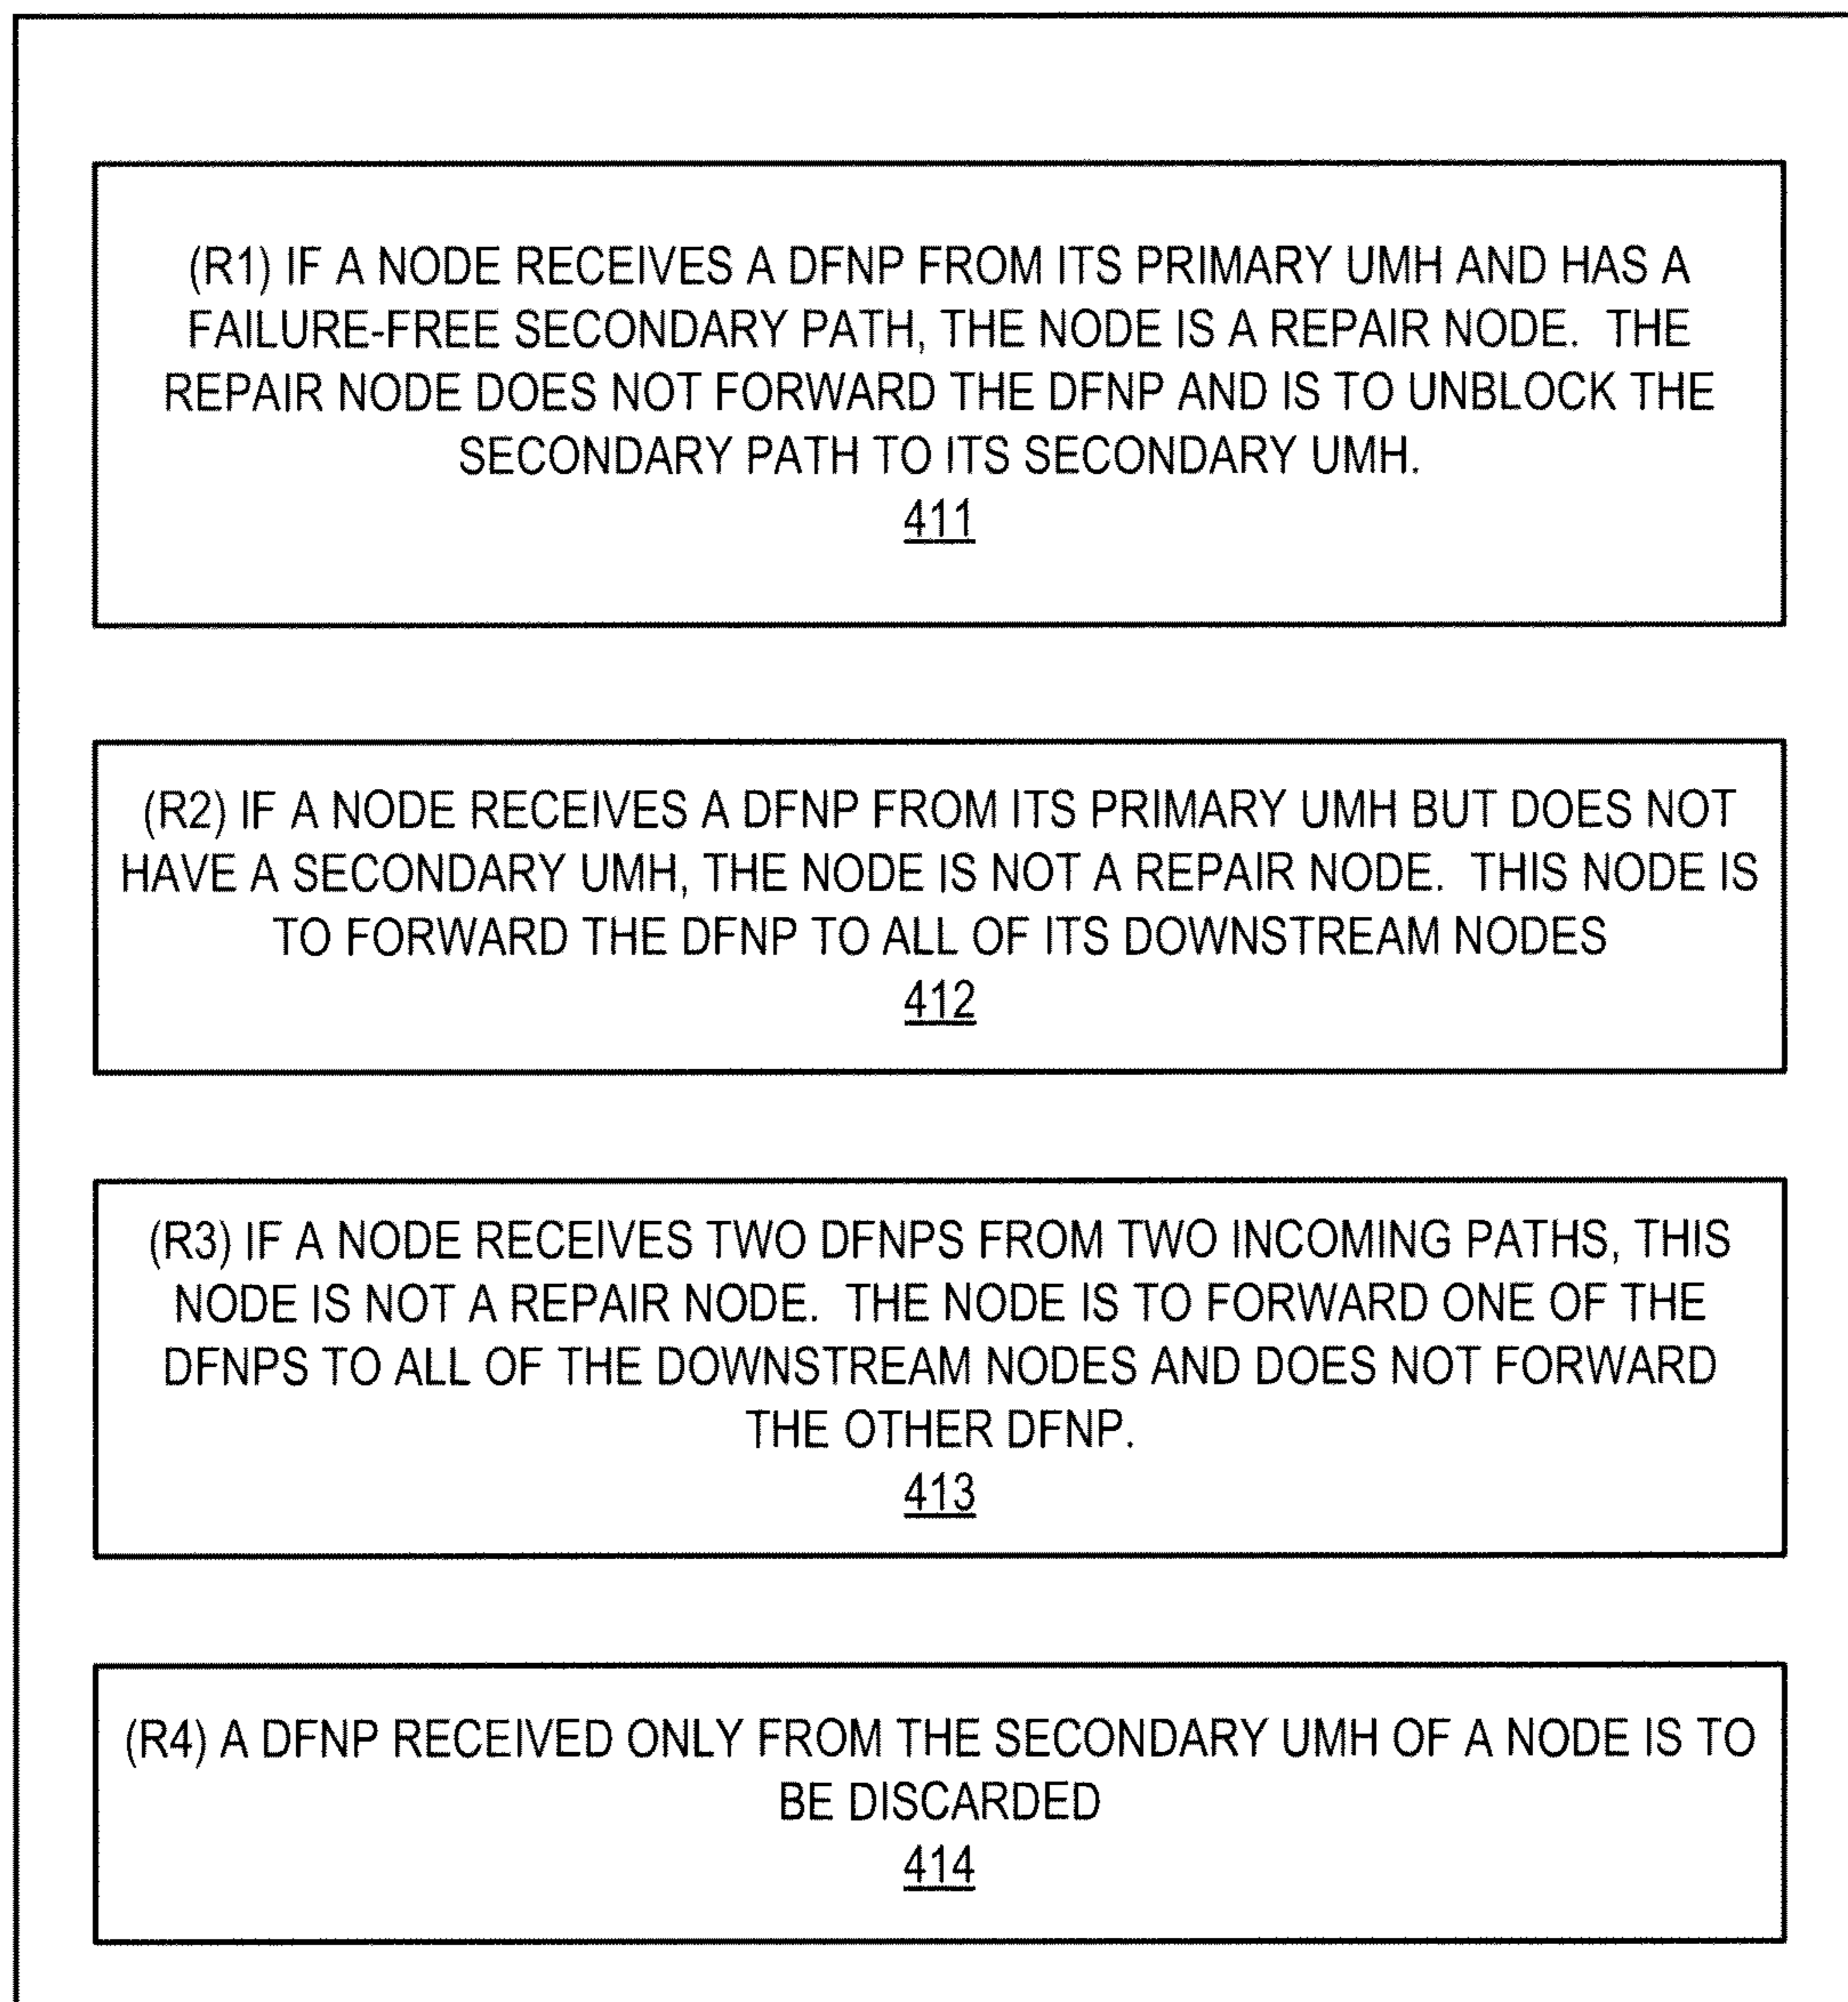 (R1) IF A NODE RECEIVES A DFNP FROM ITS PRIMARY UMH AND HAS A
FAILURE-FREE SECONDARY PATH, THE NODE IS A REPAIR NODE. THE
REPAIR NODE DOES NOT FORWARD THE DFNP AND IS TO UNBLOCK THE
SECONDARY PATH TO ITS SECONDARY UMH.
411
(R2) IF A NODE RECEIVES A DFNP FROM ITS PRIMARY UMH BUT DOES NOT
HAVE A SECONDARY UMH, THE NODE IS NOT A REPAIR NODE. THIS NODE IS
TO FORWARD THE DFNP TO ALL OF ITS DOWNSTREAM NODES
412
(R3) IF A NODE RECEIVES TWO DFNPS FROM TWO INCOMING PATHS, THIS
NODE IS NOT A REPAIR NODE. THE NODE IS TO FORWARD ONE OF THE
DFNPS TO ALL OF THE DOWNSTREAM NODES AND DOES NOT FORWARD
THE OTHER DFNP.
413
(R4) A DFNP RECEIVED ONLY FROM THE SECONDARY UMH OF A NODE IS TO
BE DISCARDED
414